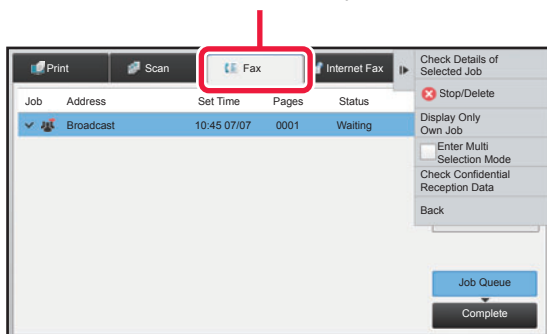 Print
Scan
Fax
Internet Fax
Job Address Set Time Pages Status
Broadcast 10:45 07/07 0001 Waiting
Check Details of
Selected Job
Stop/Delete
Display Only
Own Job
Enter Multi
Selection Mode
Check Confidential
Reception Data
Back
Job Queue
Complete